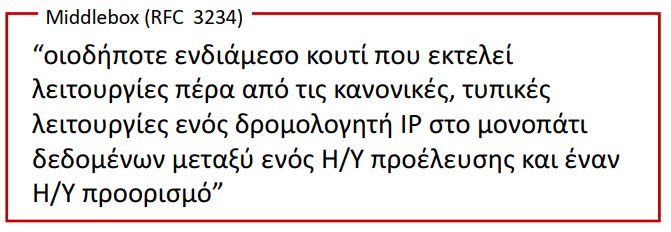 Middlebox (RFC 3234)
“οιοδήποτε ενδιάμεσο κουτί που εκτελεί
λειτουργίες πέρα από τις κανονικές, τυπικές
λειτουργίες ενός δρομολογητή IP στο μονοπάτι
δεδομένων μεταξύ ενός Η/Υ προέλευσης και έναν
Η/Υ προορισμό”